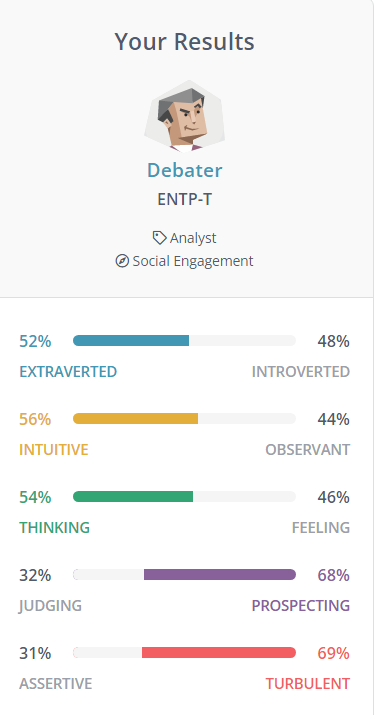 Your Results
Debater
ENTP-T
Analyst
Social Engagement
52% 48%
EXTRAVERTED INTROVERTED
56% 44%
INTUITIVE OBSERVANT
54% 46%
THINKING FEELING
32% 68%
JUDGING PROSPECTING
31% 69%
ASSERTIVE TURBULENT